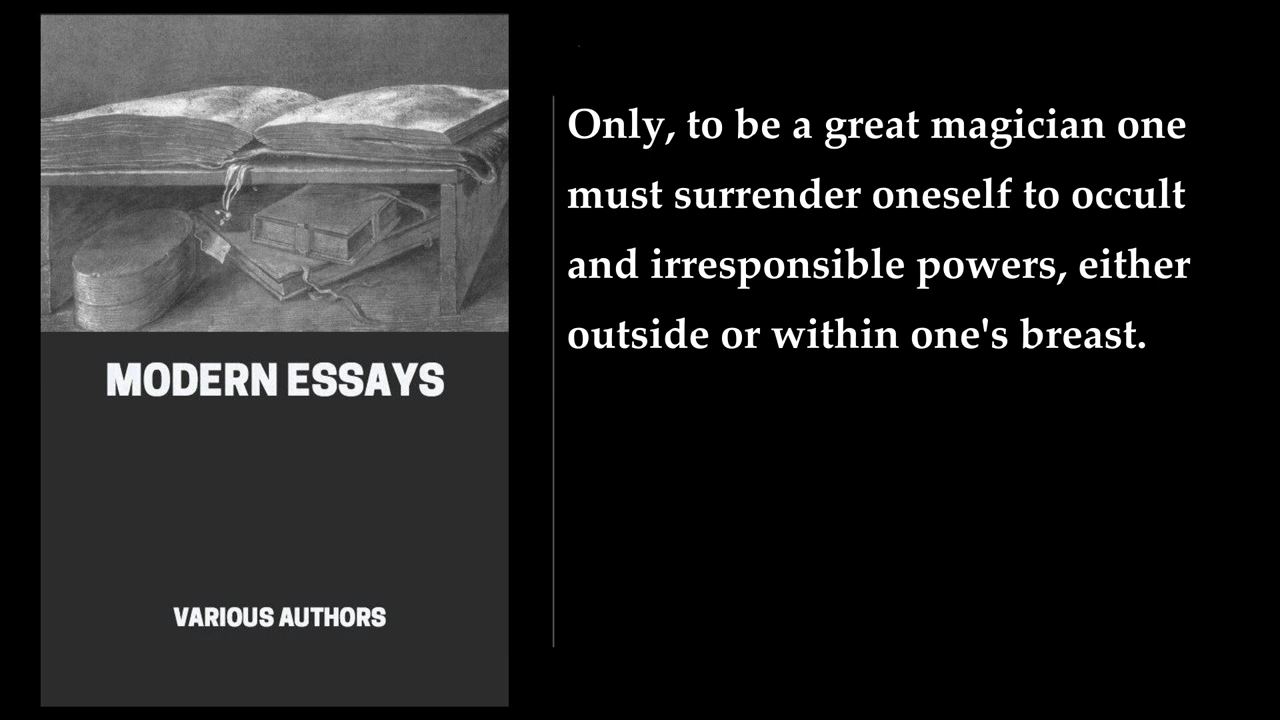 MODERN ESSAYS
VARIOUS AUTHORS
Only, to be a great magician one
must surrender oneself to occult
and irresponsible powers, either
outside or within one's breast.